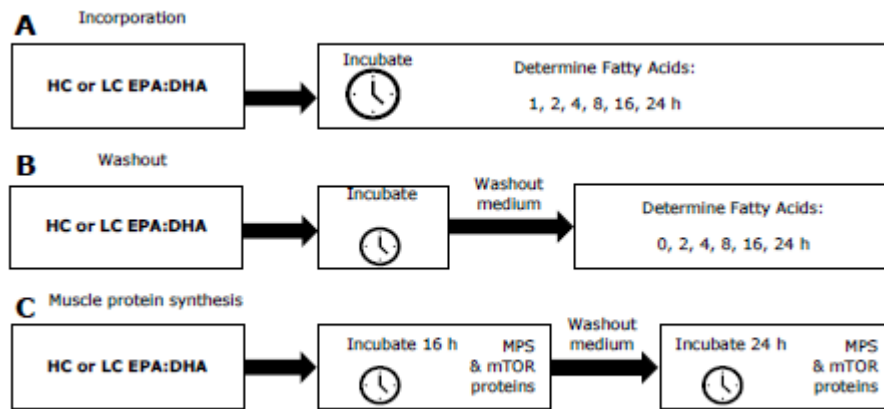 A Incorporation
HC or LC EPA:DHA
Incubate
Determine Fatty Acids:
1, 2, 4, 8, 16, 24 h
B Washout
HC or LC EPA:DHA
Incubate
Washout
medium
Determine Fatty Acids:
0, 2, 4, 8, 16, 24 h
C Muscle protein synthesis
HC or LC EPA:DHA
Incubate 16 h
MPS
& mTOR
proteins
Washout
medium
Incubate 24 h
MPS
& mTOR
proteins